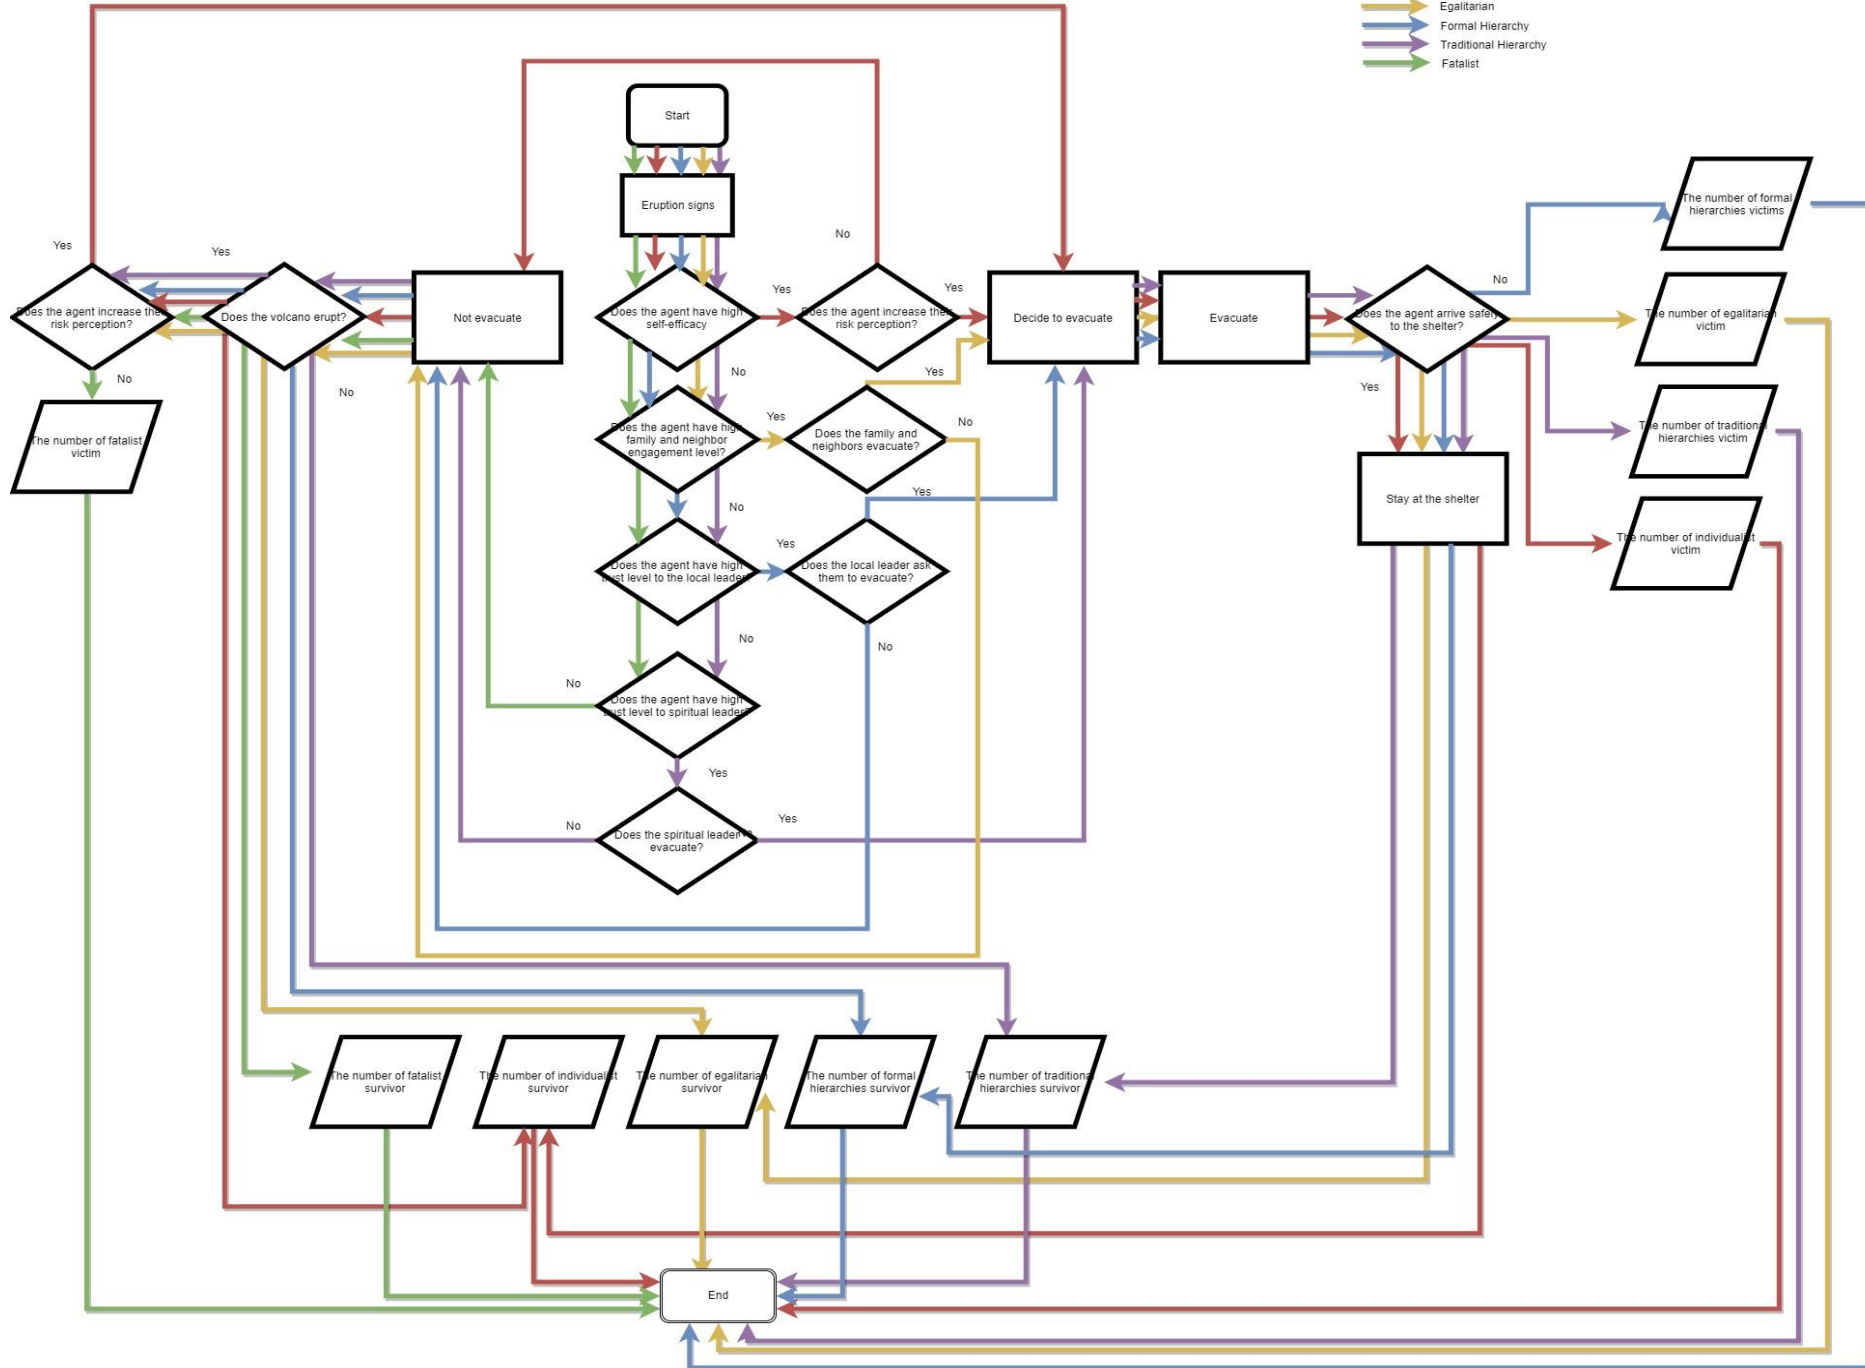 Egalitarian
Formal Hierarchy
Traditional Hierarchy
Fatalist
Start
Eruption signs
No
Yes
Yes
Yes
Yes
No
Does the agent increase their
risk perception?
Does the volcano erupt?
Not evacuate
Does the agent have high
self-efficacy
Does the agent increase their
risk perception?
Decide to evacuate
Evacuate
Does the agent arrive safely
to the shelter?
The number of formal
hierarchies victims
The number of egalitarian
victim
No
No
No
Yes
Yes
The number of fatalist
victim
Does the agent have high
family and neighbor
engagement level?
Yes
Does the family and
neighbors evacuate?
No
The number of traditional
hierarchies victim
Stay at the shelter
Yes
No
The number of individualist
victim
Does the agent have high
trust level to the local leader
Yes
Does the local leader ask
them to evacuate?
No
No
No
Does the agent have high
trust level to spiritual leader?
Yes
No
Yes
Does the spiritual leader
evacuate?
The number of fatalist
survivor
The number of individualist
survivor
The number of egalitarian
survivor
The number of formal
hierarchies survivor
The number of traditional
hierarchies survivor
End